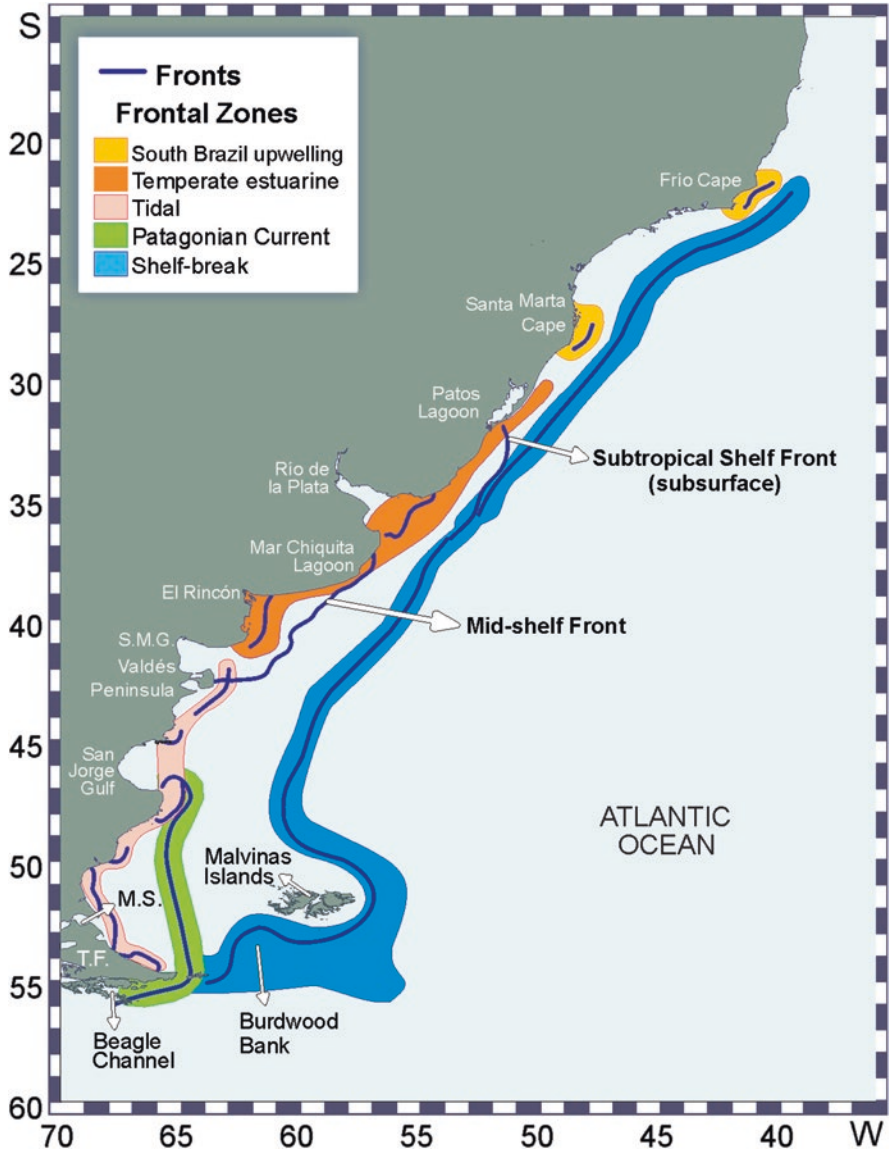 S
Fronts
Frontal Zones
South Brazil upwelling
Temperate estuarine
Tidal
Patagonian Current
Shelf-break
20
25
30
35
40
45
50
55
60
Frio Cape
Santa Marta
Cape
Patos
Lagoon
Subtropical Shelf Front
(subsurface)
Rio de
la Plata
Mar Chiquita
Lagoon
El Rincón
Mid-shelf Front
S.M.G.
Valdés
Peninsula
San
Jorge
Gulf
ATLANTIC
OCEAN
Malvinas
Islands
M.S.
T.F.
Beagle
Channel
Burdwood
Bank
70 65 60 55 50 45 40 W